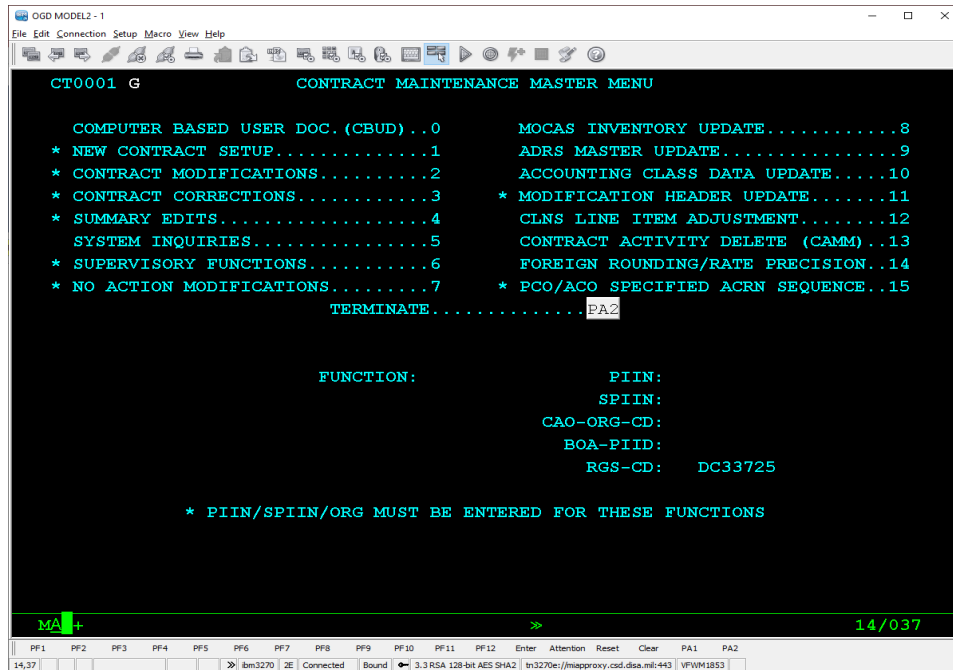 OGD MODEL2 - 1
File Edit Connection Setup Macro View Help
CT0001 G CONTRACT MAINTENANCE MASTER MENU
COMPUTER BASED USER DOC.(CBUD)..0 MOCAS INVENTORY UPDATE............8
* NEW CONTRACT SETUP..............1 ADRS MASTER UPDATE................9
* CONTRACT MODIFICATIONS..........2 ACCOUNTING CLASS DATA UPDATE.....10
* CONTRACT CORRECTIONS............3 * MODIFICATION HEADER UPDATE.......11
* SUMMARY EDITS...................4 CLNS LINE ITEM ADJUSTMENT........12
SYSTEM INQUIRIES................5 CONTRACT ACTIVITY DELETE (CAMM)..13
* SUPERVISORY FUNCTIONS...........6 FOREIGN ROUNDING/RATE PRECISION..14
* NO ACTION MODIFICATIONS.........7 * PCO/ACO SPECIFIED ACRN SEQUENCE..15
TERMINATE..............PA2
FUNCTION: PIIN:
SPIIN:
CAO-ORG-CD:
BOA-PIID:
RGS-CD: DC33725
* PIIN/SPIIN/ORG MUST BE ENTERED FOR THESE FUNCTIONS
MA + » 14/037
PF1 PF2 PF3 PF4 PF5 PF6 PF7 PF8 PF9 PF10 PF11 PF12 Enter Attention Reset Clear PA1 PA2
14,37 » ibm3270 2E Connected Bound 3.3 RSA 128-bit AES SHA2 tn3270e://miapproxy.csd.disa.mil:443 VFWM1853